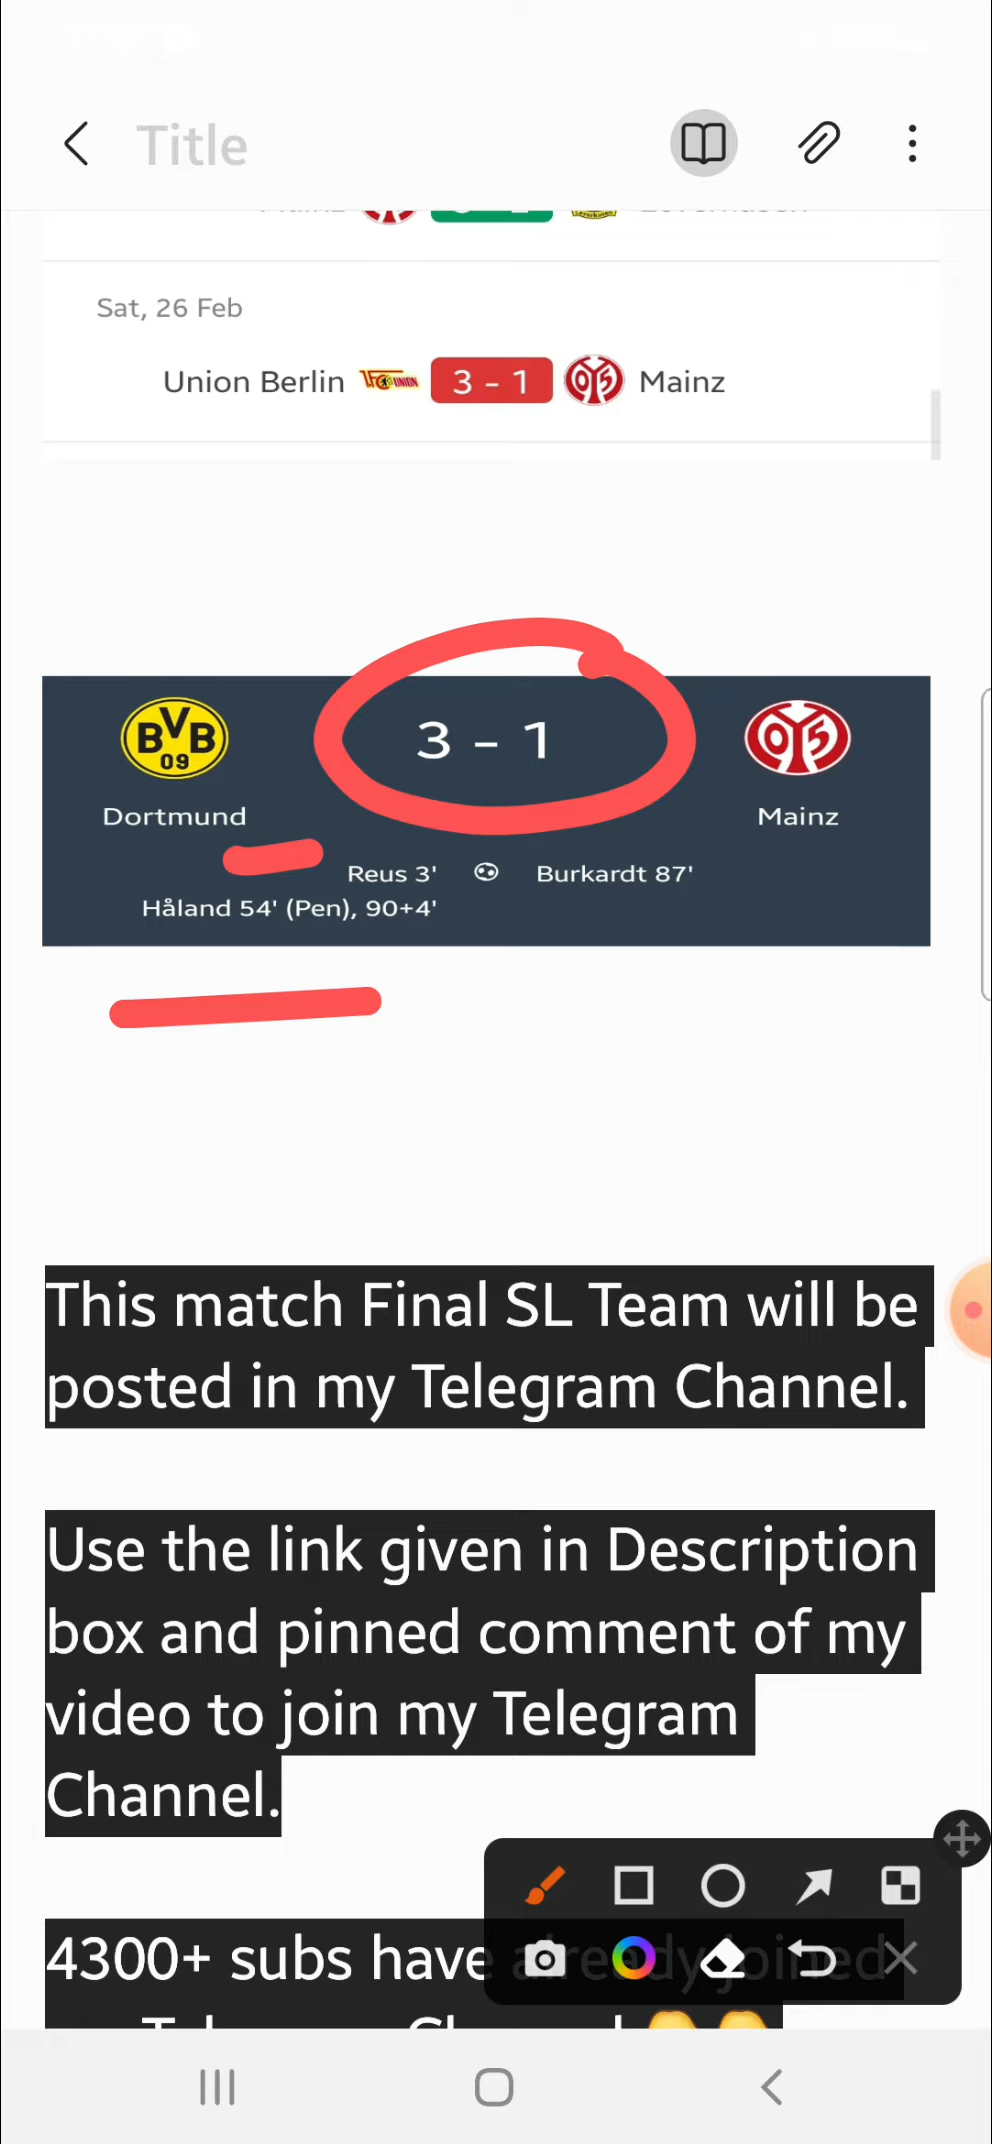 Title
Sat, 26 Feb
Union Berlin 3 - 1 Mainz
BVB
09
3 - 1
Dortmund Mainz
Reus 3' Burkardt 87'
Håland 54' (Pen), 90+4'
This match Final SL Team will be
posted in my Telegram Channel.
Use the link given in Description
box and pinned comment of my
video to join my Telegram
Channel.
4300+ subs have already joined